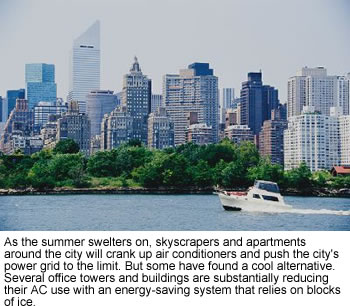 As the summer swelters on, skyscrapers and apartments
around the city will crank up air conditioners and push the city's
power grid to the limit. But some have found a cool alternative.
Several office towers and buildings are substantially reducing
their AC use with an energy-saving system that relies on blocks
of ice.